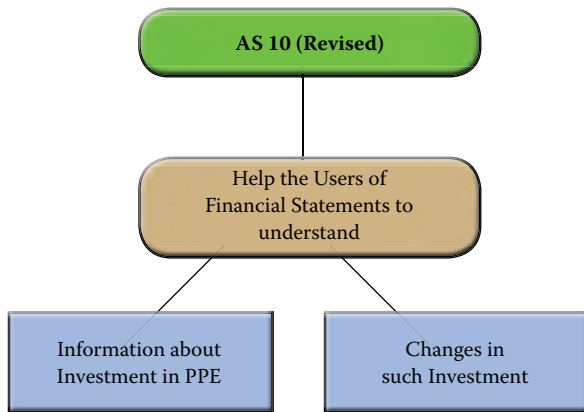 AS 10 (Revised)
Help the Users of
Financial Statements to
understand
Information about
Investment in PPE
Changes in
such Investment